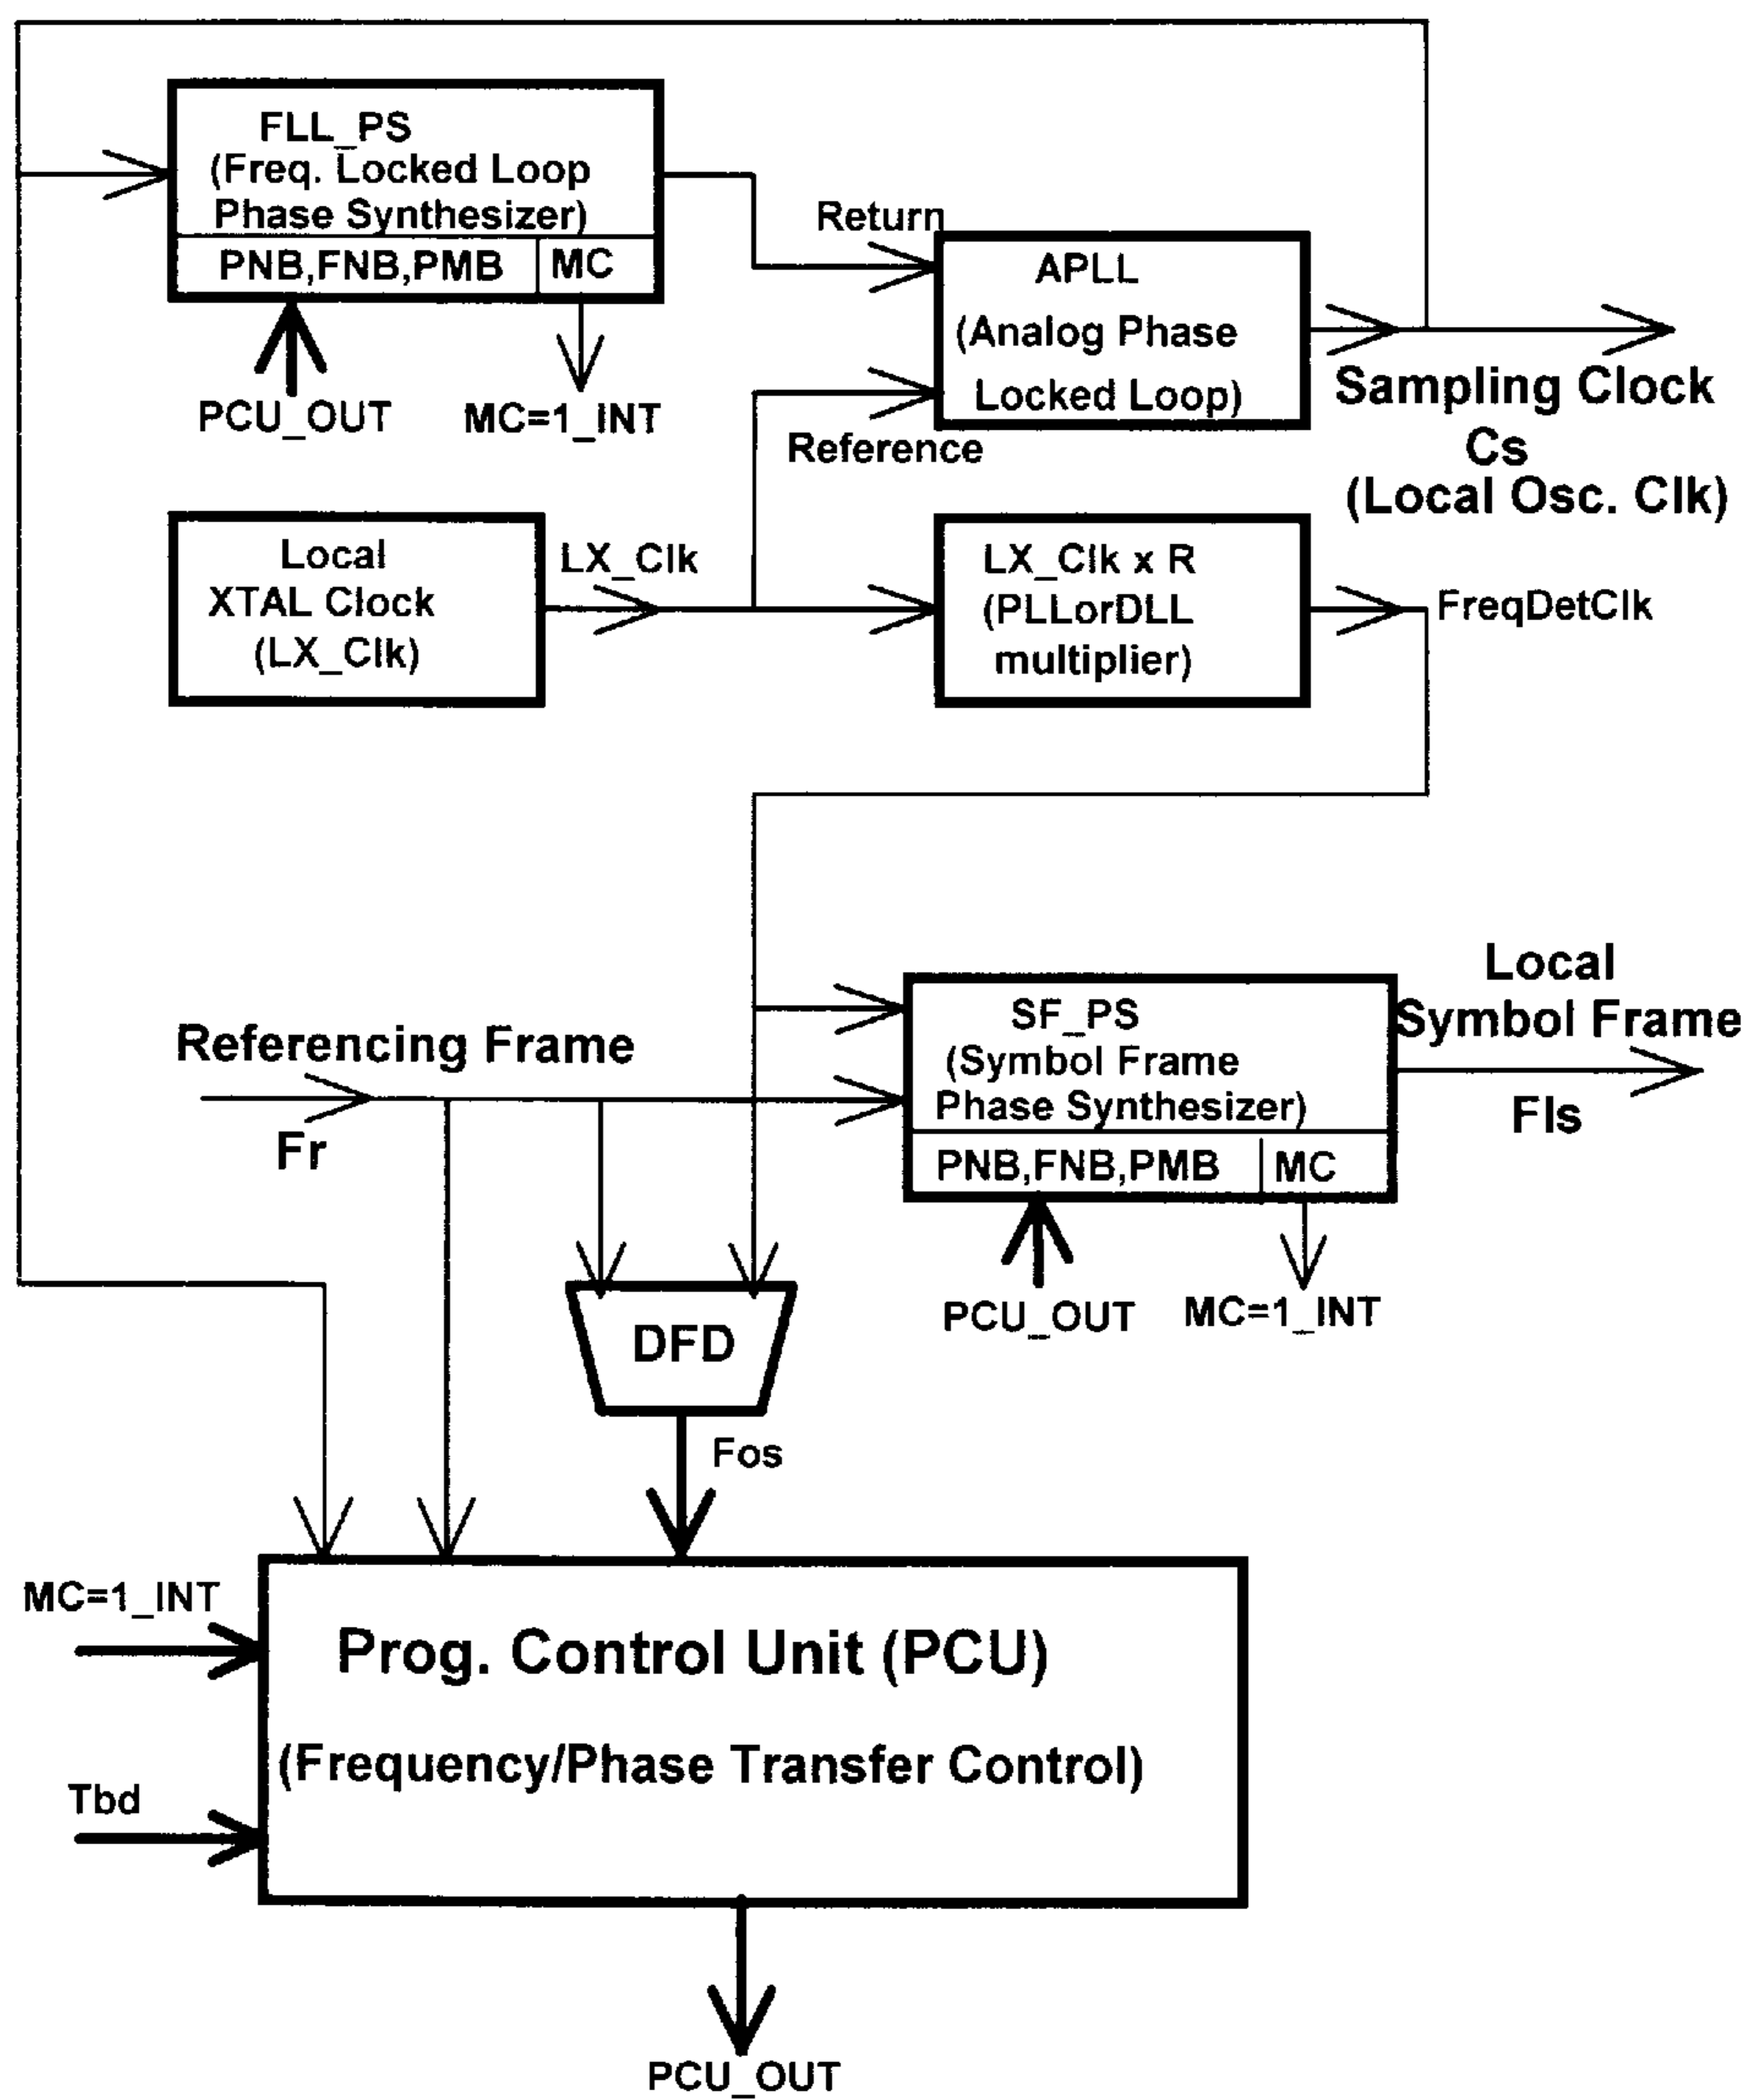 FLL_PS
(Freq. Locked Loop
Phase Synthesizer)
PNB,FNB,PMB
MC
PCU_OUT
MC=1_INT
Return
APLL
(Analog Phase
Locked Loop)
Reference
Sampling Clock
Cs
(Local Osc. Clk)
Local
XTAL Clock
(LX_Clk)
LX_Clk
LX_Clk x R
(PLLorDLL
multiplier)
FreqDetClk
Referencing Frame
Fr
SF_PS
(Symbol Frame
Phase Synthesizer)
PNB,FNB,PMB
MC
PCU_OUT
MC=1_INT
Local
Symbol Frame
Fls
DFD
Fos
MC=1_INT
Tbd
Prog. Control Unit (PCU)
(Frequency/Phase Transfer Control)
PCU_OUT